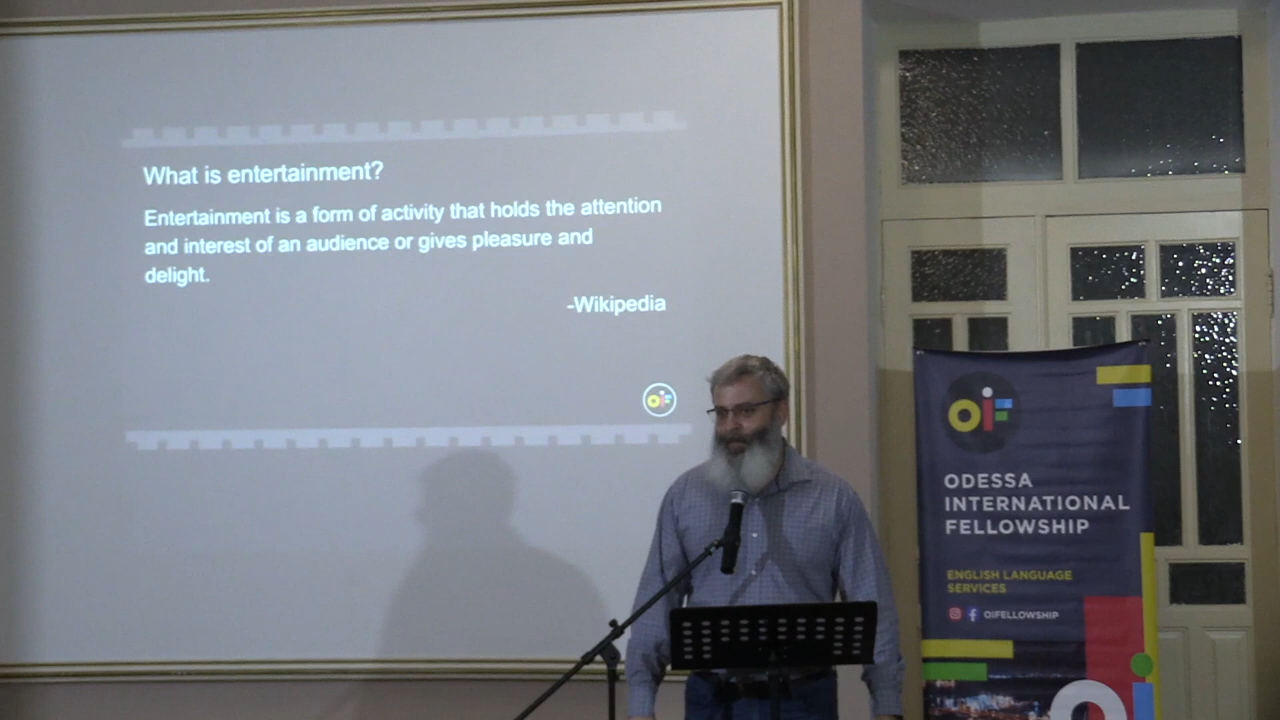 What is entertainment?
Entertainment is a form of activity that holds the attention
and interest of an audience or gives pleasure and
delight.
-Wikipedia
OiF
OiF
ODESSA
INTERNATIONAL
FELLOWSHIP
ENGLISH LANGUAGE
SERVICES
OIFELLOWSHIP
Oi